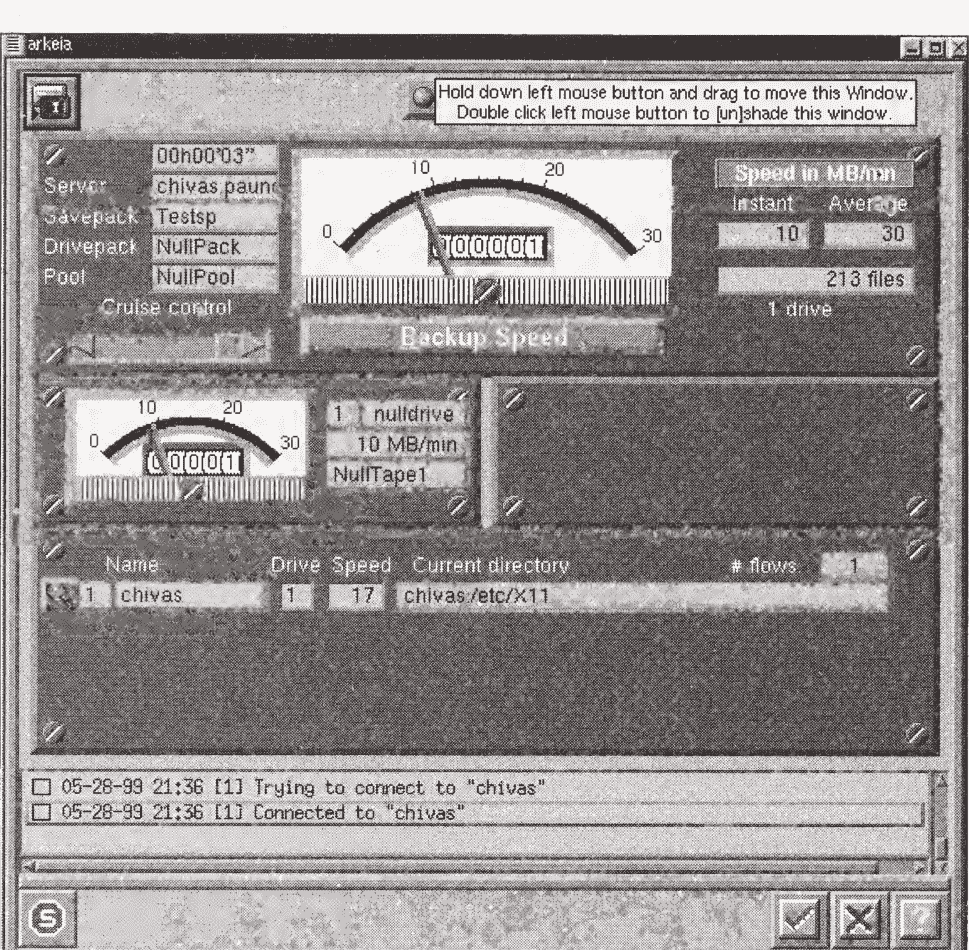 arkeia
Hold down left mouse button and drag to move this Window.
Double click left mouse button to [un]shade this window.
00h00'03"
Server chivas.paun
Savepack Testsp
Drivepack NullPack
Pool NullPool
Cruise control
0 10 20 30
000001
Backup Speed
Speed in MB/mn
Instant Average
10 30
213 files
1 drive
0 10 20 30
00001
1 nulldrive
10 MB/min
NullTape1
Name Drive Speed Current directory # flows 1
1 chivas 1 17 chivas:/etc/X11
05-28-99 21:36 [1] Trying to connect to "chivas"
05-28-99 21:36 [1] Connected to "chivas"
S
?